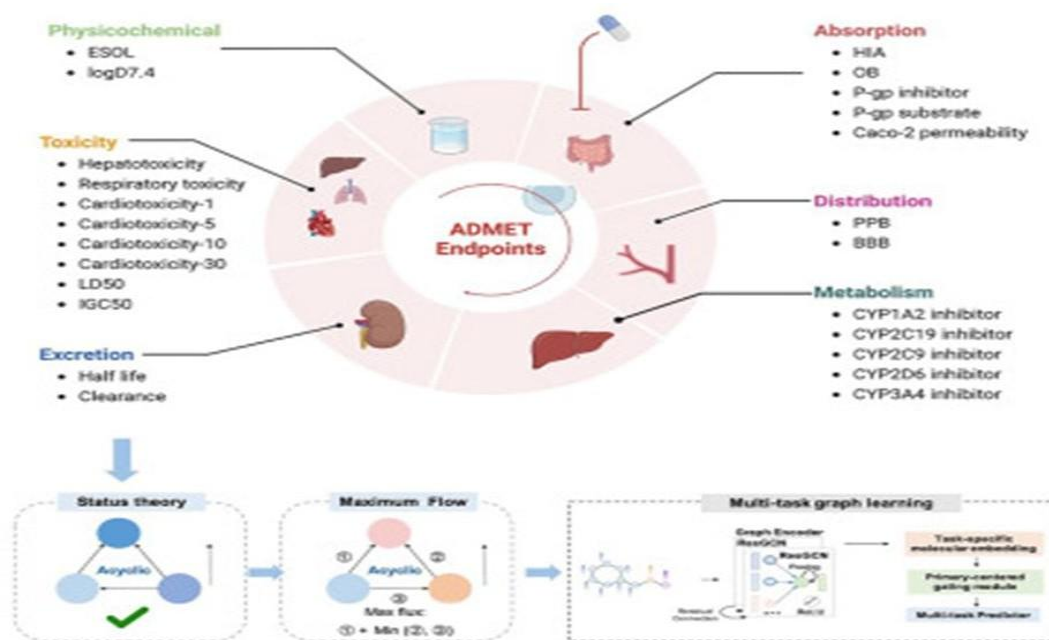 Physicochemical
• ESOL
• logD7.4
Toxicity
• Hepatotoxicity
• Respiratory toxicity
• Cardiotoxicity-1
• Cardiotoxicity-5
• Cardiotoxicity-10
• Cardiotoxicity-30
• LD50
• IGC50
Excretion
• Half life
• Clearance
ADMET
Endpoints
Absorption
• HIA
• OB
• P-gp inhibitor
• P-gp substrate
• Caco-2 permeability
Distribution
• PPB
• BBB
Metabolism
• CYP1A2 inhibitor
• CYP2C19 inhibitor
• CYP2C9 inhibitor
• CYP2D6 inhibitor
• CYP3A4 inhibitor
Status theory
Acyclic
Maximum Flow
①
②
Acyclic
③
Max flux:
① + Min (②, ③)
Multi-task graph learning
Graph Encoder
ResGCN
ResGCN
Residual
Connection
Task-specific
molecular embedding
Primary-centered
gating module
Multi-task Predictor